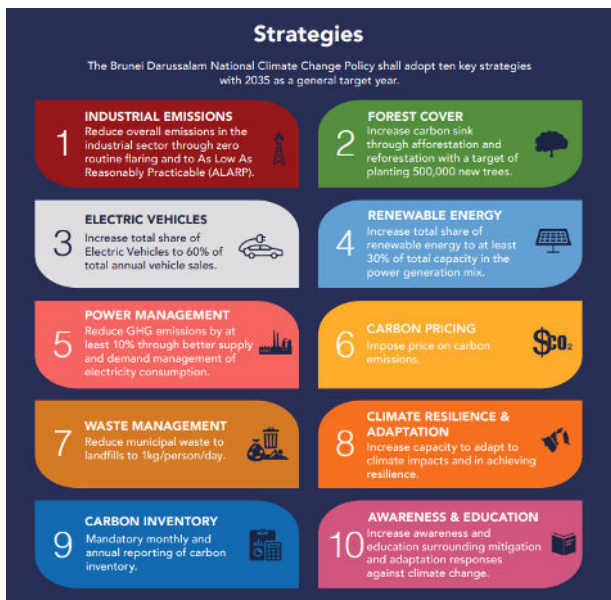 Strategies
The Brunei Darussalam National Climate Change Policy shall adopt ten key strategies
with 2035 as a general target year.
1
INDUSTRIAL EMISSIONS
Reduce overall emissions in the
industrial sector through zero
routine flaring and to As Low As
Reasonably Practicable (ALARP).
2
FOREST COVER
Increase carbon sink
through afforestation and
reforestation with a target of
planting 500,000 new trees.
3
ELECTRIC VEHICLES
Increase total share of
Electric Vehicles to 60% of
total annual vehicle sales.
4
RENEWABLE ENERGY
Increase total share of
renewable energy to at least
30% of total capacity in the
power generation mix.
5
POWER MANAGEMENT
Reduce GHG emissions by at
least 10% through better supply
and demand management of
electricity consumption.
6
CARBON PRICING
Impose price on carbon
emissions.
$CO₂
7
WASTE MANAGEMENT
Reduce municipal waste to
landfills to 1kg/person/day.
8
CLIMATE RESILIENCE &
ADAPTATION
Increase capacity to adapt to
climate impacts and in achieving
resilience.
9
CARBON INVENTORY
Mandatory monthly and
annual reporting of carbon
inventory.
10
AWARENESS & EDUCATION
Increase awareness and
education surrounding mitigation
and adaptation responses
against climate change.